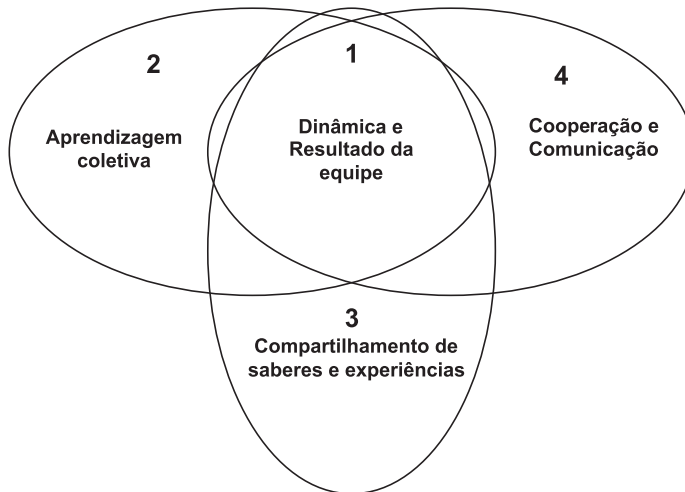 2
Aprendizagem
coletiva
1
Dinâmica e
Resultado da
equipe
4
Cooperação e
Comunicação
3
Compartilhamento de
saberes e experiências